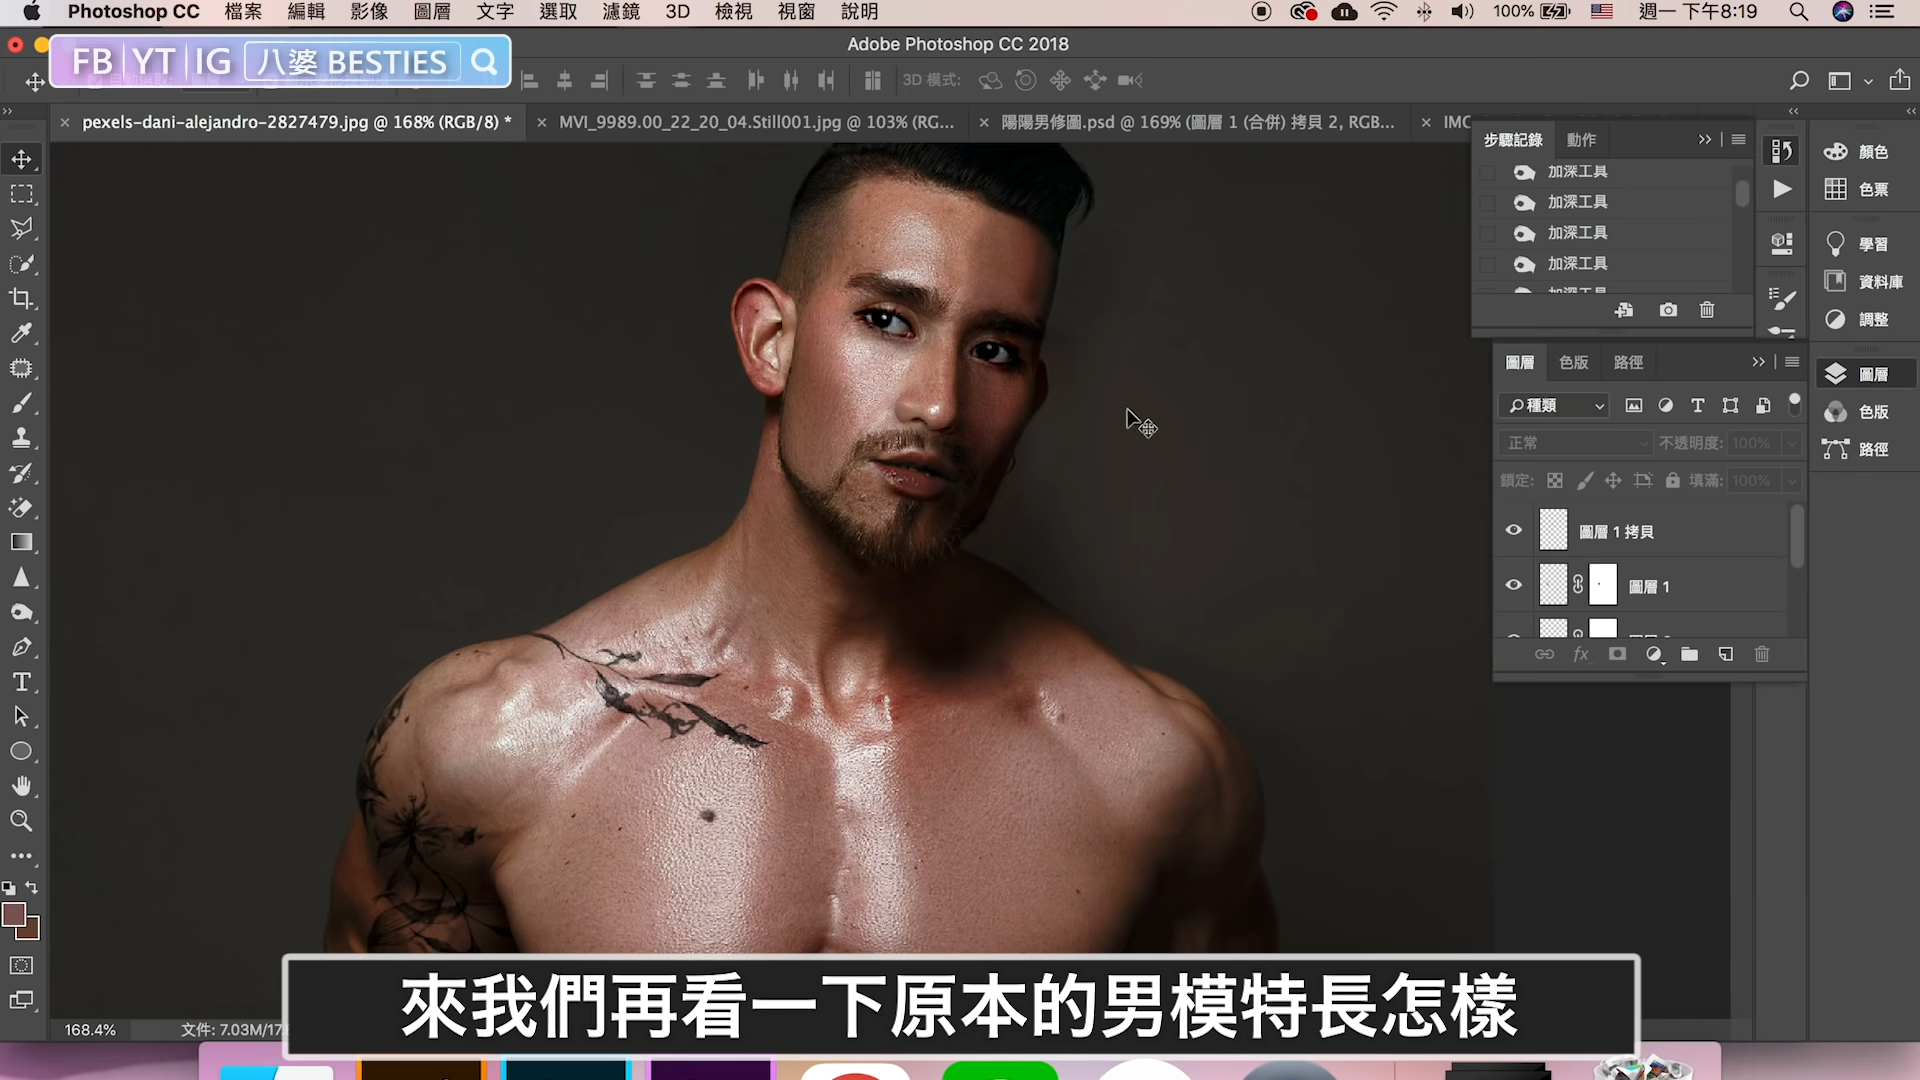 Photoshop CC 檔案 編輯 影像 圖層 文字 選取 濾鏡 3D 檢視 視窗 說明 100% 週一 下午8:19
Adobe Photoshop CC 2018
FB YT IG 八婆 BESTIES
3D 模式:
pexels-dani-alejandro-2827479.jpg @ 168% (RGB/8) *
MVI_9989.00_22_20_04.Still001.jpg @ 103% (RG...
陽陽男修圖.psd @ 169% (圖層 1 (合併) 拷貝 2, RGB...
IMC
步驟記錄 動作
加深工具
加深工具
加深工具
加深工具
加深工具
顏色
色票
學習
資料庫
調整
圖層
色版
路徑
圖層 色版 路徑
種類
正常 不透明度: 100%
鎖定: 填滿: 100%
圖層 1 拷貝
圖層 1
fx
168.4% 文件: 7.03M/17
來我們再看一下原本的男模特長怎樣